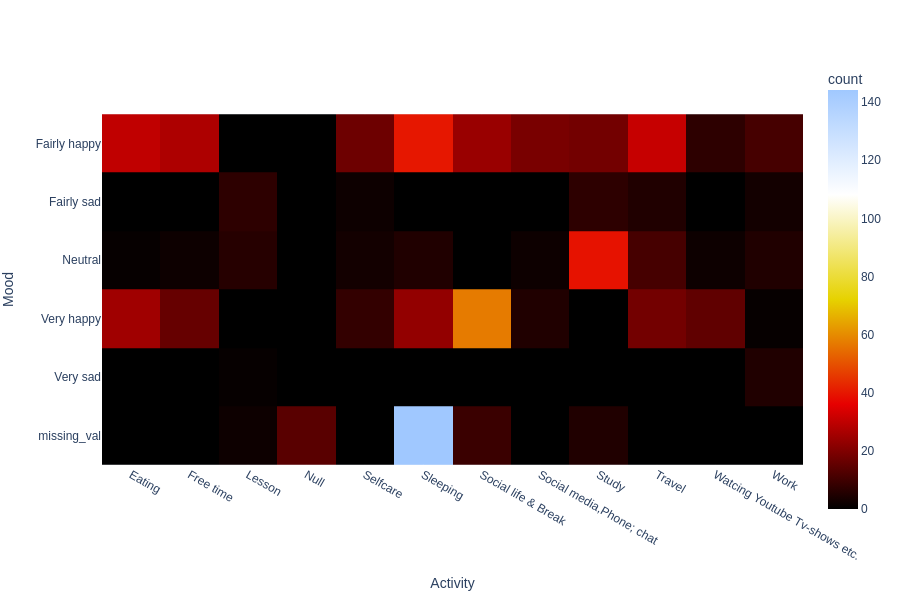 count
140
120
100
80
60
40
20
0
Mood
Fairly happy
Fairly sad
Neutral
Very happy
Very sad
missing_val
Eating
Free time
Lesson
Null
Selfcare
Sleeping
Social life & Break
Social media,Phone; chat
Study
Travel
Watcing Youtube Tv-shows etc.
Work
Activity